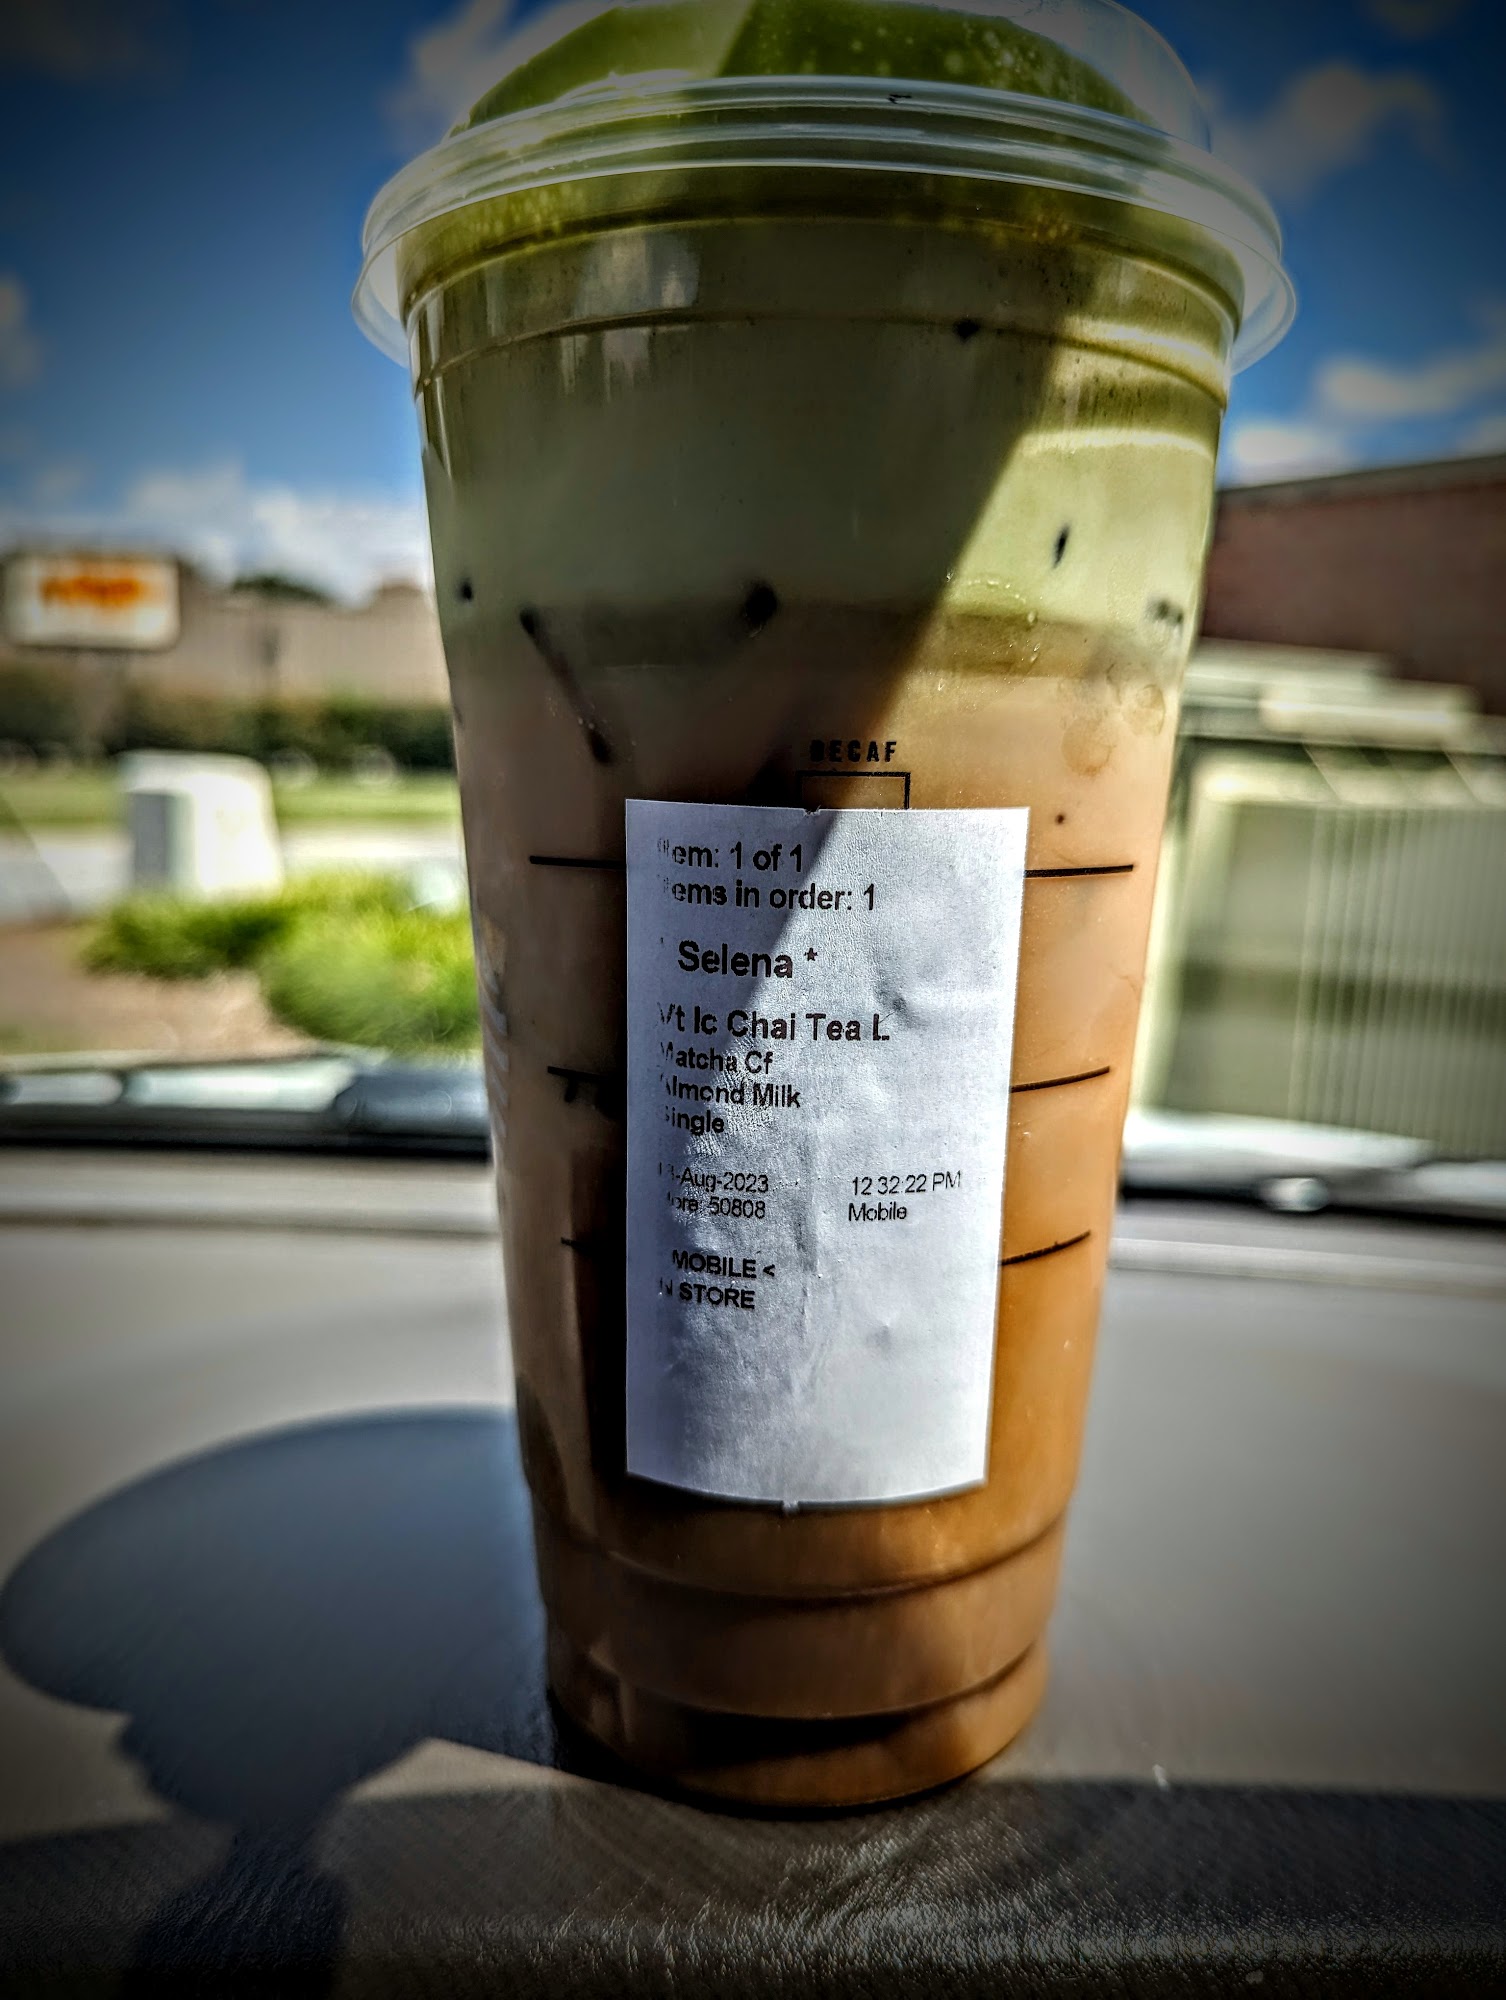 DECAF
em: 1 of 1
ems in order: 1
Selena *
Vt Ic Chai Tea L
Matcha Cf
Almond Milk
Single
-Aug-2023 12:32:22 PM
ore 50808 Mobile
MOBILE <
N STORE